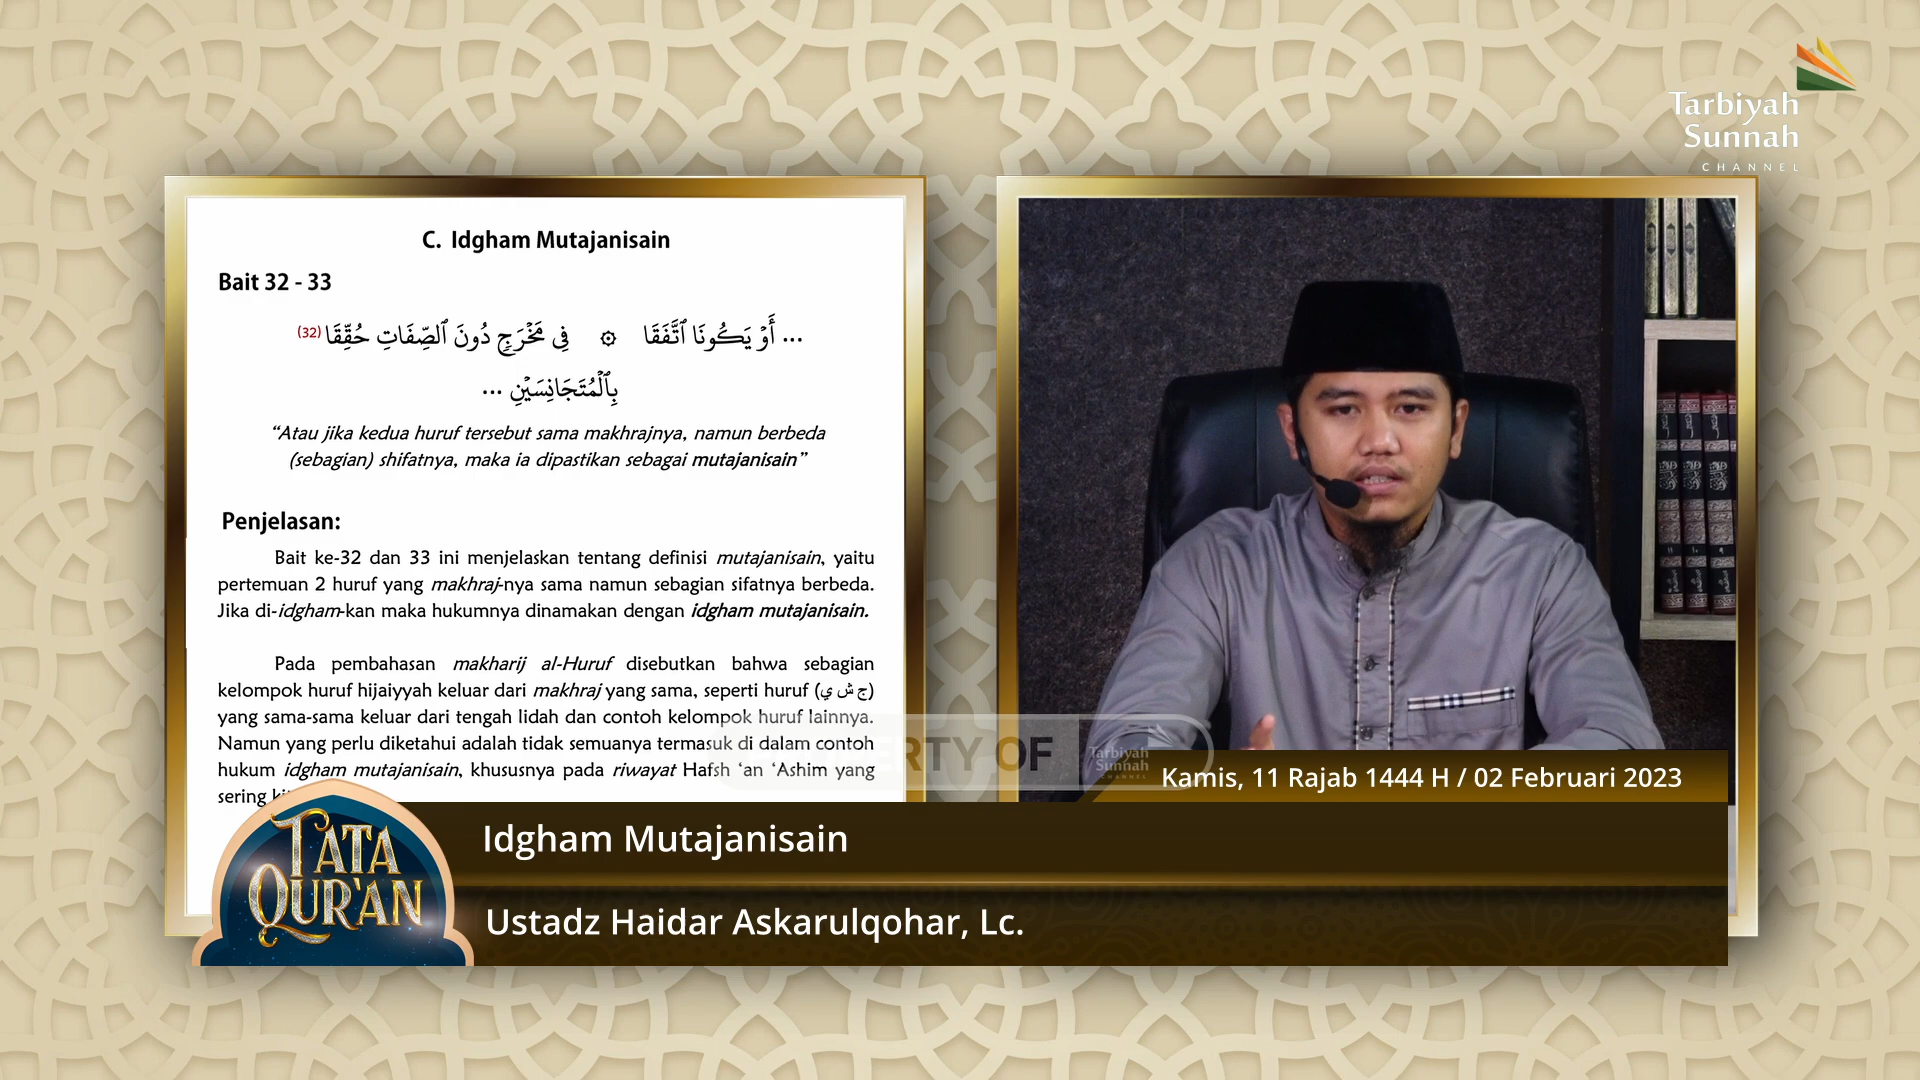 Tarbiyah
Sunnah
CHANNEL
C. Idgham Mutajanisain
Bait 32 - 33
... أَوْ يَكُونَا ٱتَّفَقَا ۞ فِي مَخْرَجٍ دُونَ ٱلصِّفَاتِ حُقِّقَا (32)
بِٱلْمُتَجَانِسَيْنِ ...
“Atau jika kedua huruf tersebut sama makhrajnya, namun berbeda
(sebagian) shifatnya, maka ia dipastikan sebagai mutajanisain”
Penjelasan:
Bait ke-32 dan 33 ini menjelaskan tentang definisi mutajanisain, yaitu
pertemuan 2 huruf yang makhraj-nya sama namun sebagian sifatnya berbeda.
Jika di-idgham-kan maka hukumnya dinamakan dengan idgham mutajanisain.
Pada pembahasan makharij al-Huruf disebutkan bahwa sebagian
kelompok huruf hijaiyyah keluar dari makhraj yang sama, seperti huruf (ج ش ي)
yang sama-sama keluar dari tengah lidah dan contoh kelompok huruf lainnya.
Namun yang perlu diketahui adalah tidak semuanya termasuk di dalam contoh
hukum idgham mutajanisain, khususnya pada riwayat Hafsh ‘an ‘Ashim yang
sering
OF
Tarbiyah
Sunnah
CHANNEL
Kamis, 11 Rajab 1444 H / 02 Februari 2023
TATA
QUR'AN
Idgham Mutajanisain
Ustadz Haidar Askarulqohar, Lc.